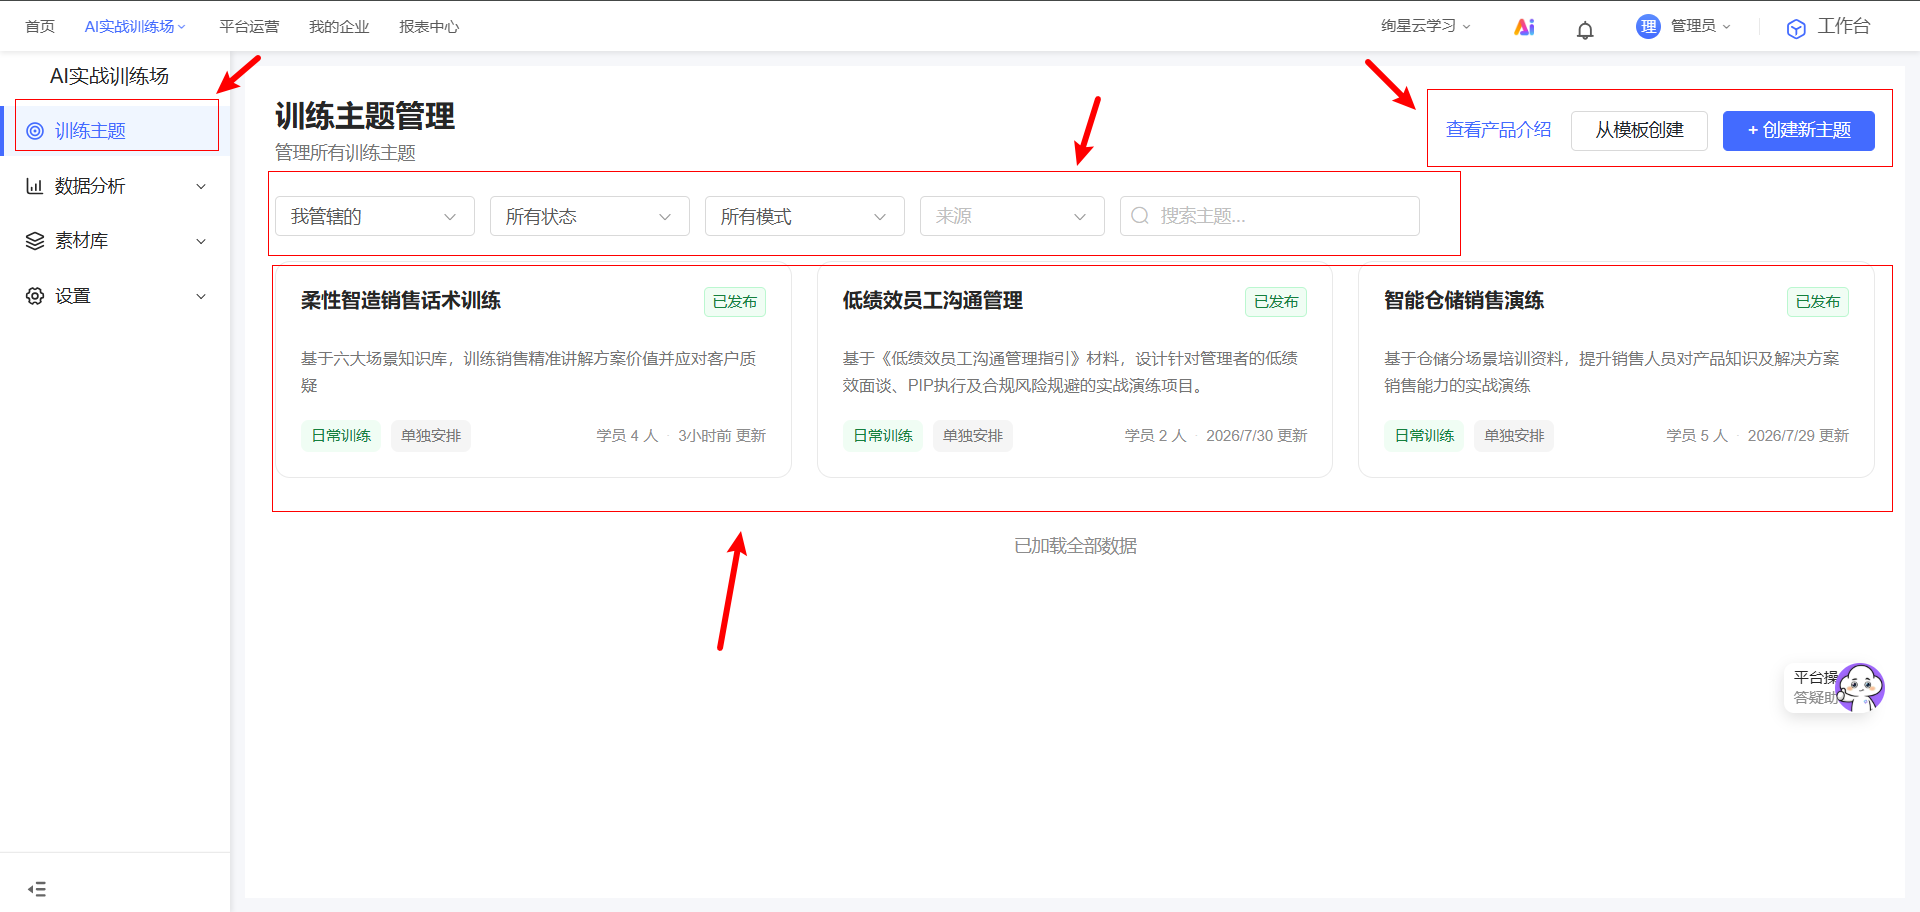 首页
AI实战训练场
平台运营
我的企业
报表中心
绚星云学习
Ai
理
管理员
工作台
AI实战训练场
训练主题
数据分析
素材库
设置
训练主题管理
管理所有训练主题
查看产品介绍
从模板创建
+ 创建新主题
我管辖的
所有状态
所有模式
来源
搜索主题...
柔性智造销售话术训练
已发布
基于六大场景知识库，训练销售精准讲解方案价值并应对客户质
疑
日常训练
单独安排
学员 4 人 · 3小时前 更新
低绩效员工沟通管理
已发布
基于《低绩效员工沟通管理指引》材料，设计针对管理者的低绩
效面谈、PIP执行及合规风险规避的实战演练项目。
日常训练
单独安排
学员 2 人 · 2026/7/30 更新
智能仓储销售演练
已发布
基于仓储分场景培训资料，提升销售人员对产品知识及解决方案
销售能力的实战演练
日常训练
单独安排
学员 5 人 · 2026/7/29 更新
已加载全部数据
平台操
答疑助